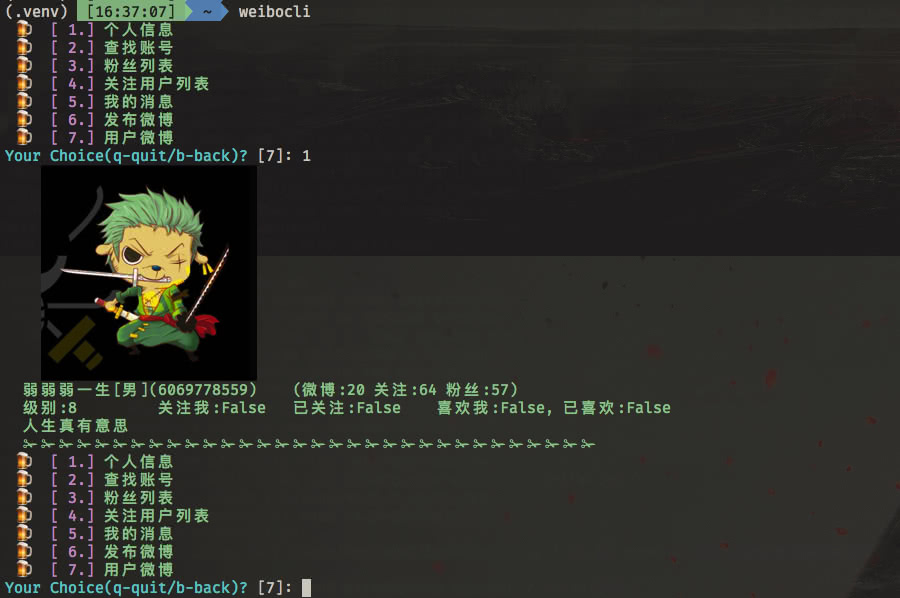 (.venv) [16:37:07] ~ weibocli
[ 1.] 个人信息
[ 2.] 查找账号
[ 3.] 粉丝列表
[ 4.] 关注用户列表
[ 5.] 我的消息
[ 6.] 发布微博
[ 7.] 用户微博
Your Choice(q-quit/b-back)? [7]: 1
弱弱弱一生[男](6069778559) (微博:20 关注:64 粉丝:57)
级别:8 关注我:False 已关注:False 喜欢我:False, 已喜欢:False
人生真有意思
[ 1.] 个人信息
[ 2.] 查找账号
[ 3.] 粉丝列表
[ 4.] 关注用户列表
[ 5.] 我的消息
[ 6.] 发布微博
[ 7.] 用户微博
Your Choice(q-quit/b-back)? [7]: